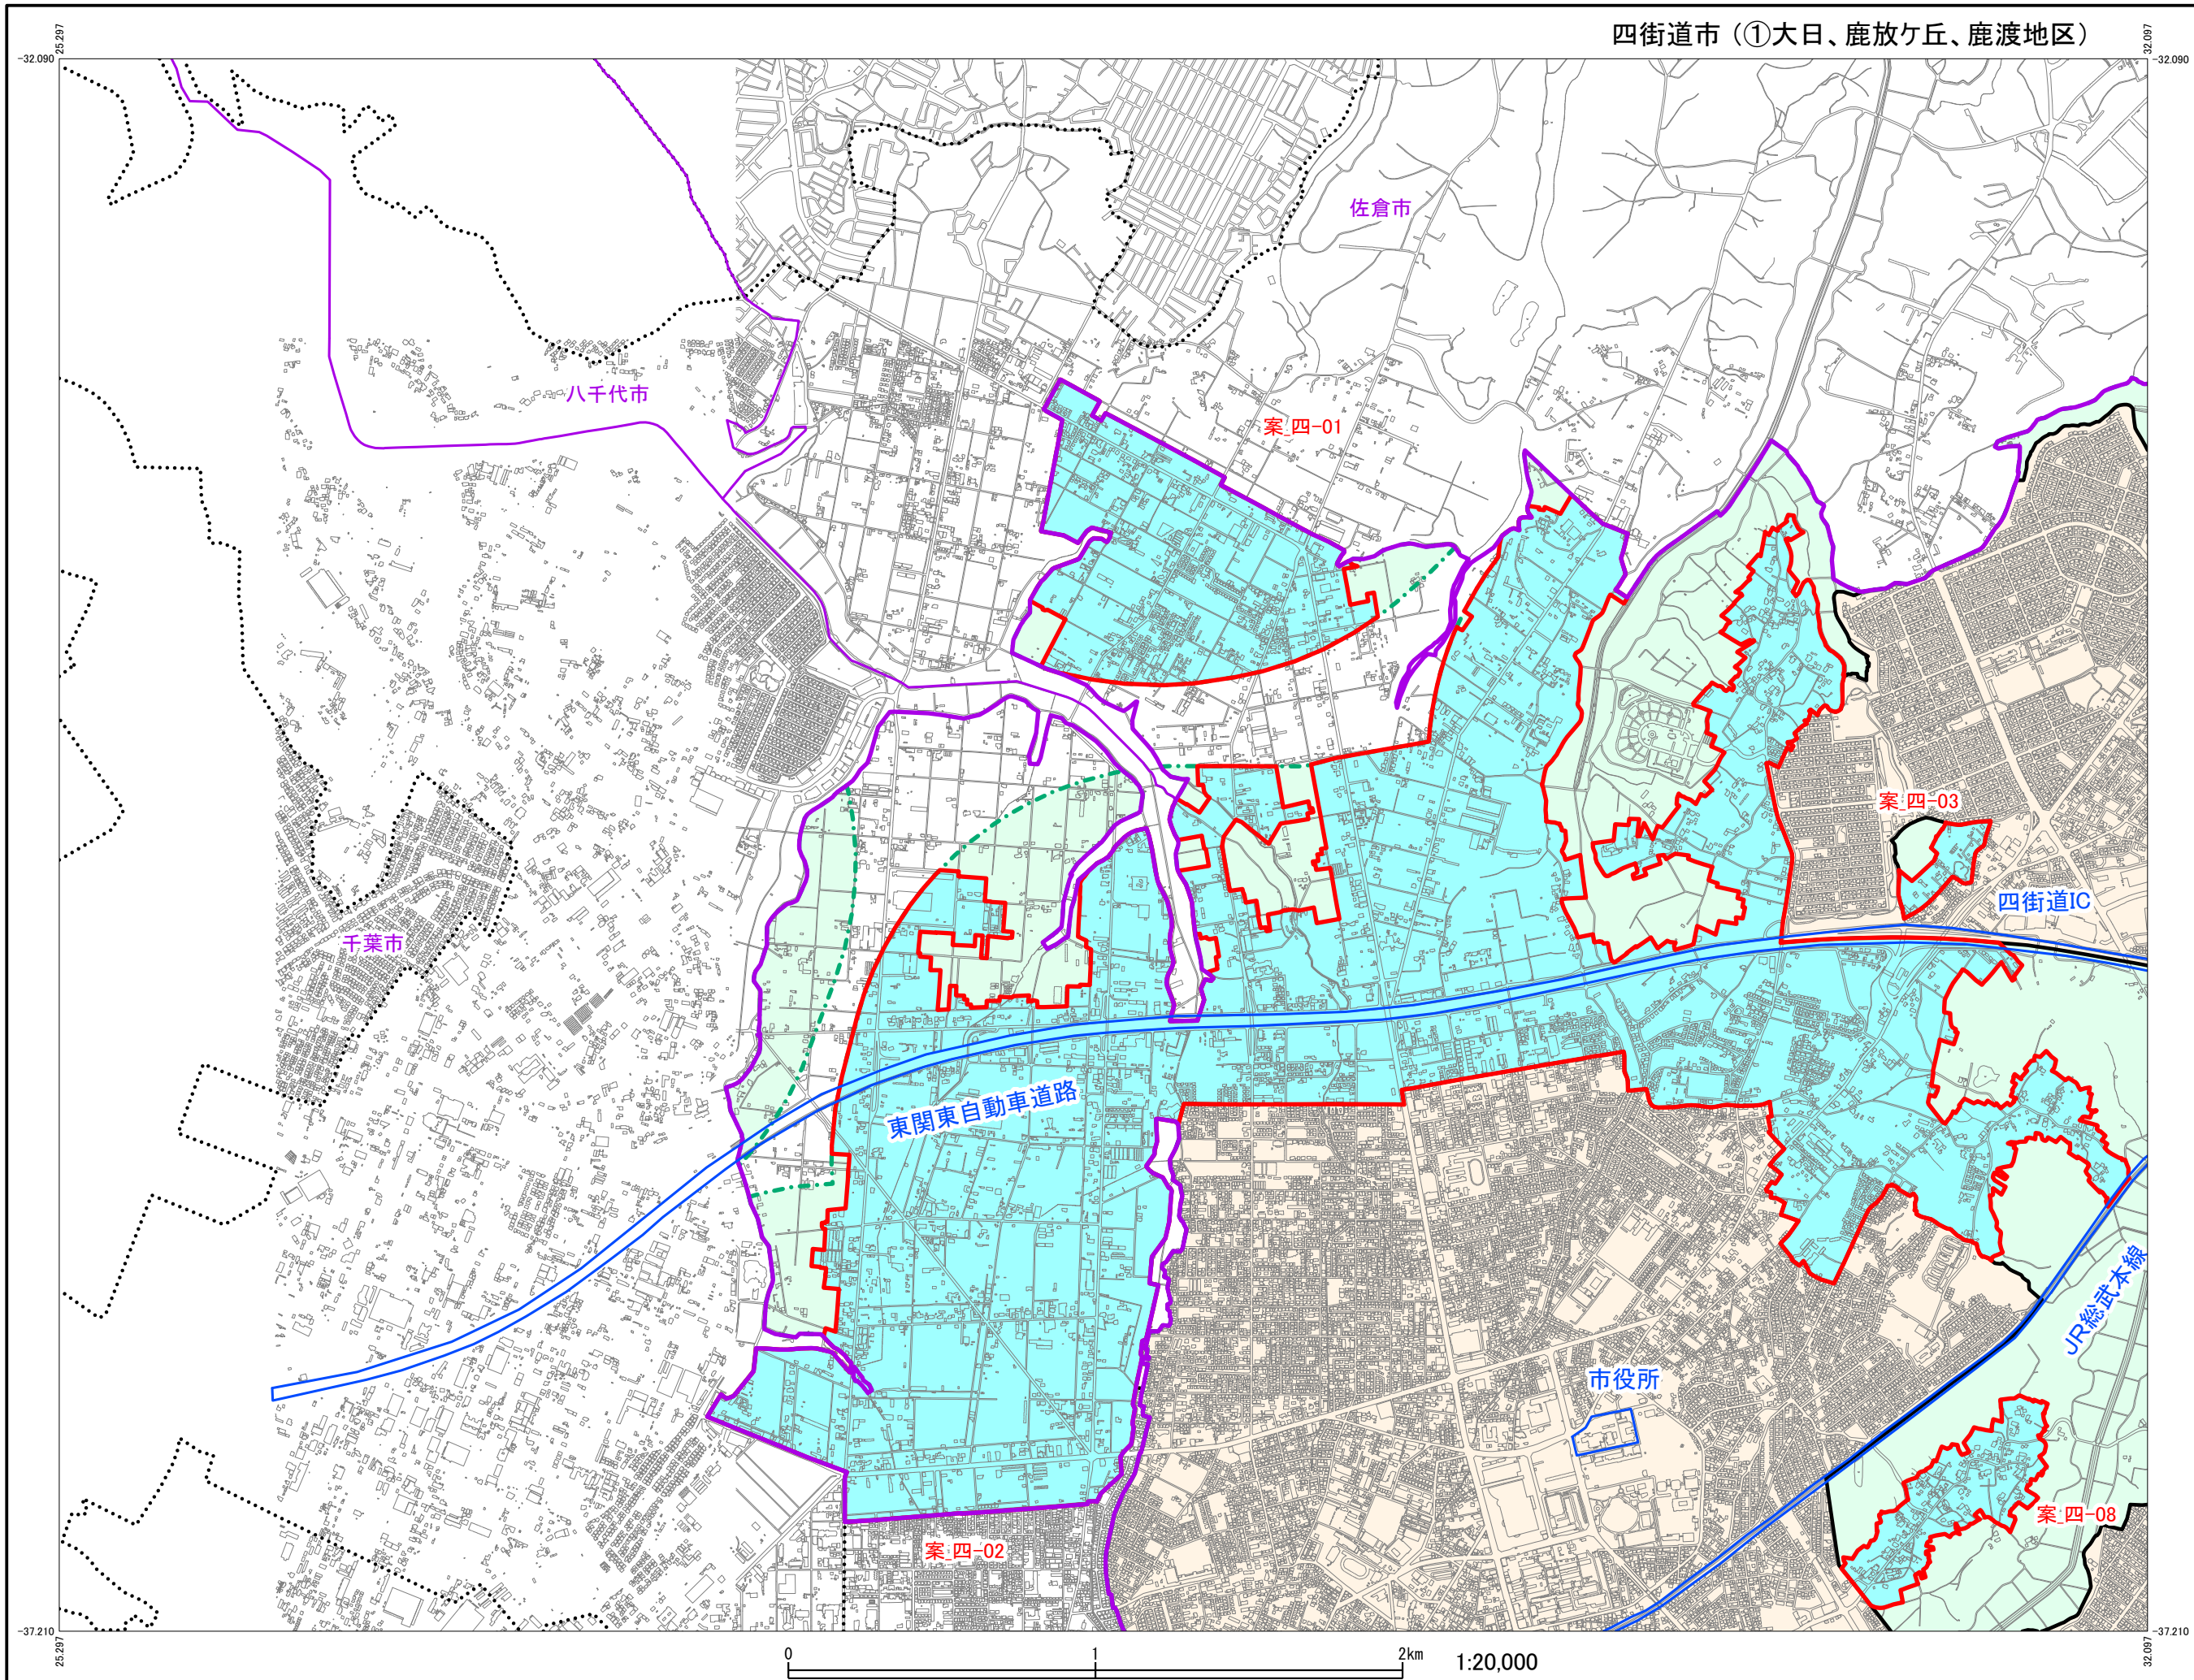 四街道市（①大日、鹿放ケ丘、鹿渡地区）
25.297
32.097
-32.090
-32.090
佐倉市
八千代市
案_四-01
案_四-03
四街道IC
千葉市
東関東自動車道路
JR総武本線
市役所
案_四-08
案_四-02
-37.210
-37.210
25.297
32.097
0
1
2km
1:20,000